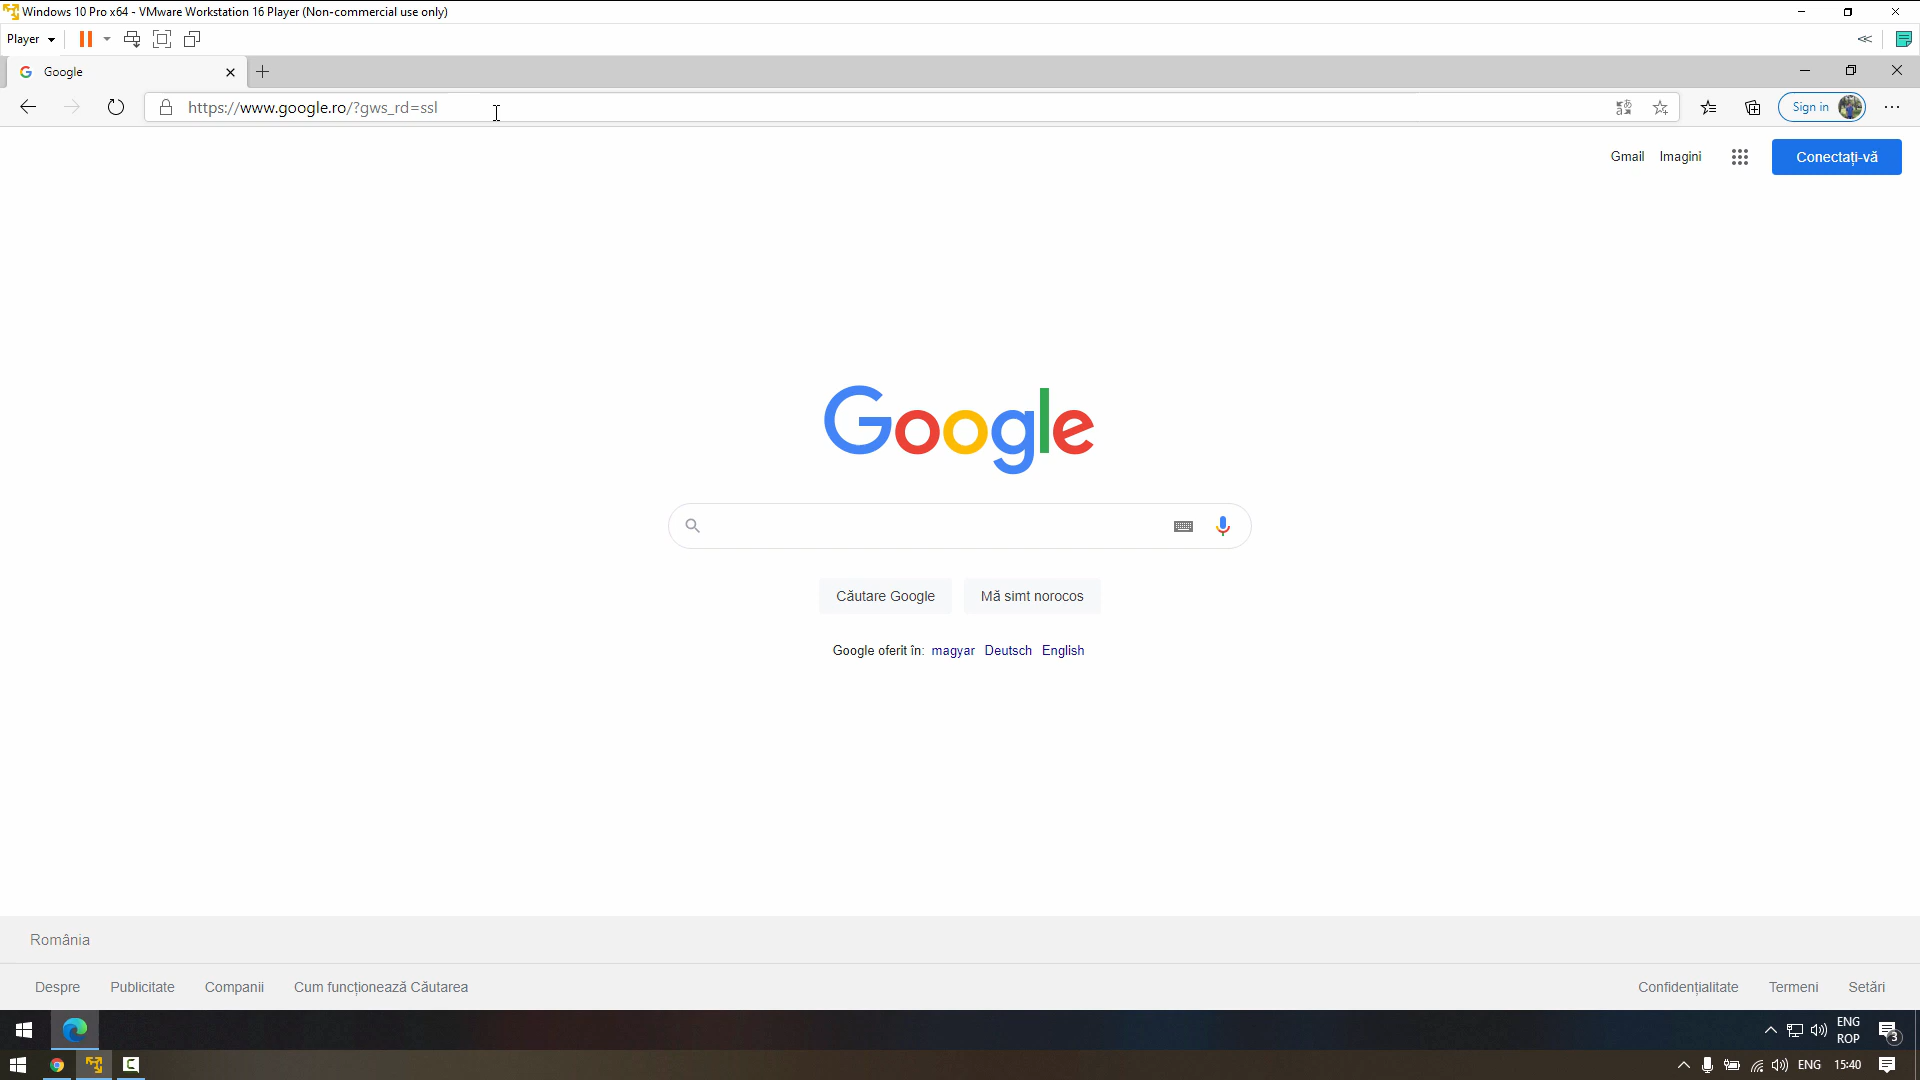 Windows 10 Pro x64 - VMware Workstation 16 Player (Non-commercial use only)
Player
Google
https://www.google.ro/?gws_rd=ssl
Sign in
Gmail Imagini Conectați-vă
Google
Căutare Google Mă simt norocos
Google oferit în: magyar Deutsch English
România
Despre Publicitate Companii Cum funcționează Căutarea Confidențialitate Termeni Setări
ENG
ROP
3
ENG 15:40